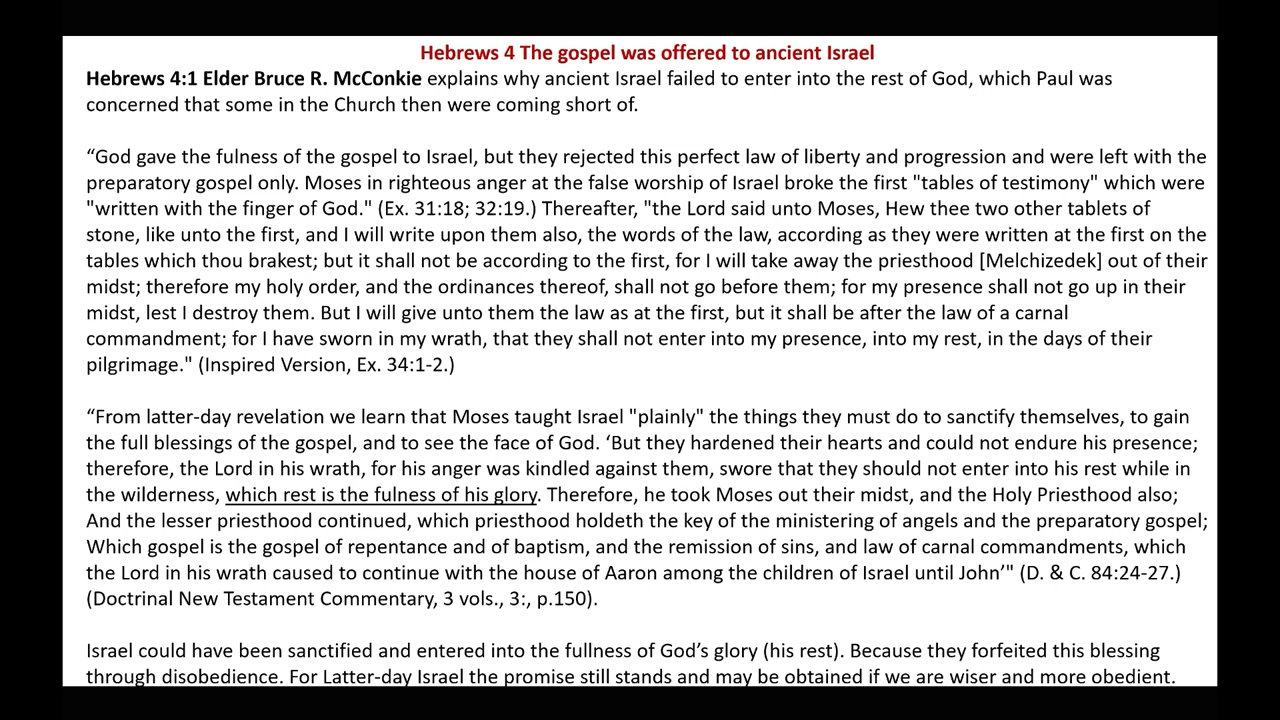 Hebrews 4 The gospel was offered to ancient Israel
Hebrews 4:1 Elder Bruce R. McConkie explains why ancient Israel failed to enter into the rest of God, which Paul was
concerned that some in the Church then were coming short of.
“God gave the fulness of the gospel to Israel, but they rejected this perfect law of liberty and progression and were left with the
preparatory gospel only. Moses in righteous anger at the false worship of Israel broke the first "tables of testimony" which were
"written with the finger of God." (Ex. 31:18; 32:19.) Thereafter, "the Lord said unto Moses, Hew thee two other tablets of
stone, like unto the first, and I will write upon them also, the words of the law, according as they were written at the first on the
tables which thou brakest; but it shall not be according to the first, for I will take away the priesthood [Melchizedek] out of their
midst; therefore my holy order, and the ordinances thereof, shall not go before them; for my presence shall not go up in their
midst, lest I destroy them. But I will give unto them the law as at the first, but it shall be after the law of a carnal
commandment; for I have sworn in my wrath, that they shall not enter into my presence, into my rest, in the days of their
pilgrimage." (Inspired Version, Ex. 34:1-2.)
“From latter-day revelation we learn that Moses taught Israel "plainly" the things they must do to sanctify themselves, to gain
the full blessings of the gospel, and to see the face of God. ‘But they hardened their hearts and could not endure his presence;
therefore, the Lord in his wrath, for his anger was kindled against them, swore that they should not enter into his rest while in
the wilderness, which rest is the fulness of his glory. Therefore, he took Moses out their midst, and the Holy Priesthood also;
And the lesser priesthood continued, which priesthood holdeth the key of the ministering of angels and the preparatory gospel;
Which gospel is the gospel of repentance and of baptism, and the remission of sins, and law of carnal commandments, which
the Lord in his wrath caused to continue with the house of Aaron among the children of Israel until John’" (D. & C. 84:24-27.)
(Doctrinal New Testament Commentary, 3 vols., 3:, p.150).
Israel could have been sanctified and entered into the fullness of God’s glory (his rest). Because they forfeited this blessing
through disobedience. For Latter-day Israel the promise still stands and may be obtained if we are wiser and more obedient.